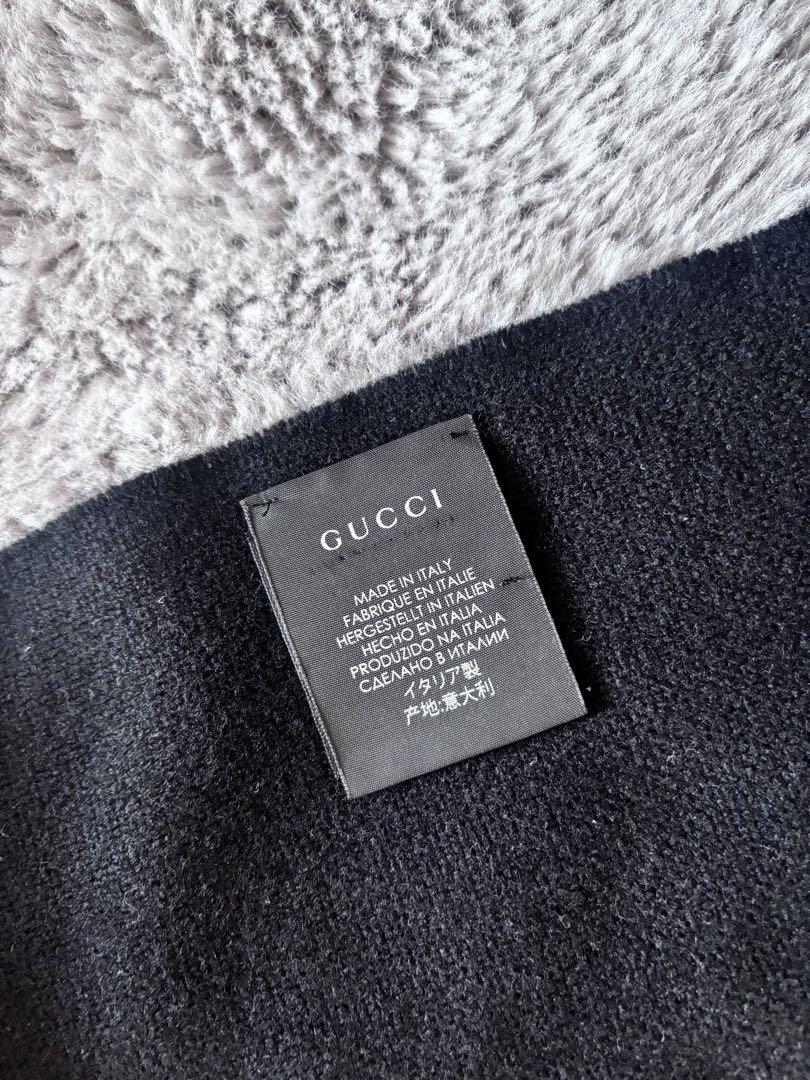 GUCCI
MADE IN ITALY
FABRIQUE EN ITALIE
HERGESTELLT IN ITALIEN
HECHO EN ITALIA
PRODUZIDO NA ITALIA
СДЕЛАНО В ИТАЛИИ
イタリア製
产地:意大利